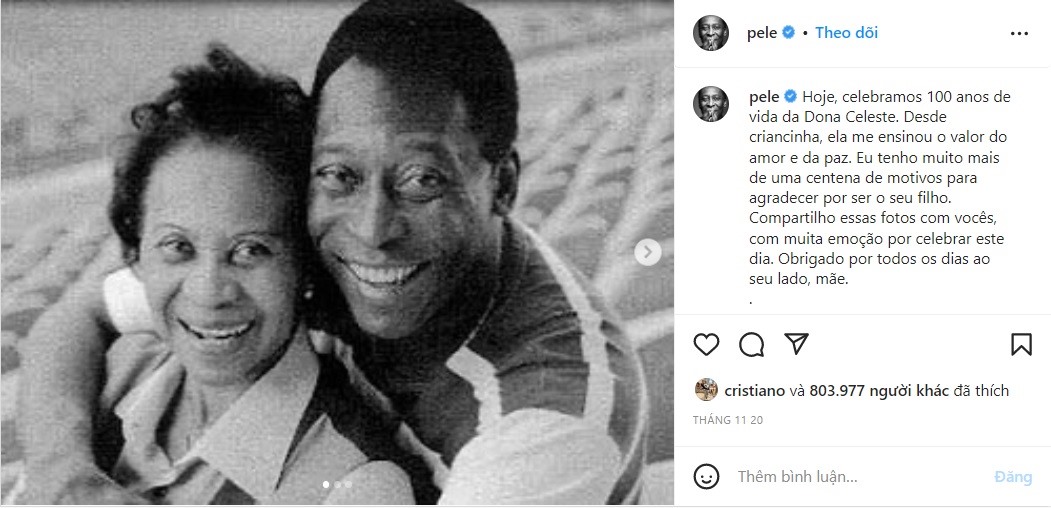 pele • Theo dõi
pele Hoje, celebramos 100 anos de
vida da Dona Celeste. Desde
criancinha, ela me ensinou o valor do
amor e da paz. Eu tenho muito mais
de uma centena de motivos para
agradecer por ser o seu filho.
Compartilho essas fotos com vocês,
com muita emoção por celebrar este
dia. Obrigado por todos os dias ao
seu lado, mãe.
.
cristiano và 803.977 người khác đã thích
THÁNG 11 20
Thêm bình luận... Đăng